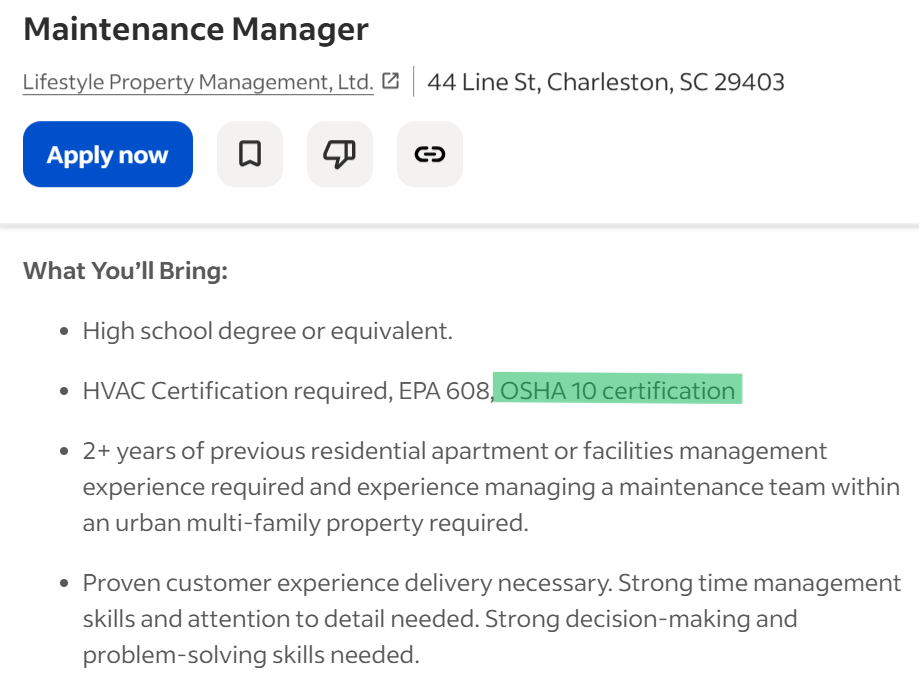 Maintenance Manager
Lifestyle Property Management, Ltd. 44 Line St, Charleston, SC 29403
Apply now
What You’ll Bring:
• High school degree or equivalent.
• HVAC Certification required, EPA 608, OSHA 10 certification
• 2+ years of previous residential apartment or facilities management
experience required and experience managing a maintenance team within
an urban multi-family property required.
• Proven customer experience delivery necessary. Strong time management
skills and attention to detail needed. Strong decision-making and
problem-solving skills needed.